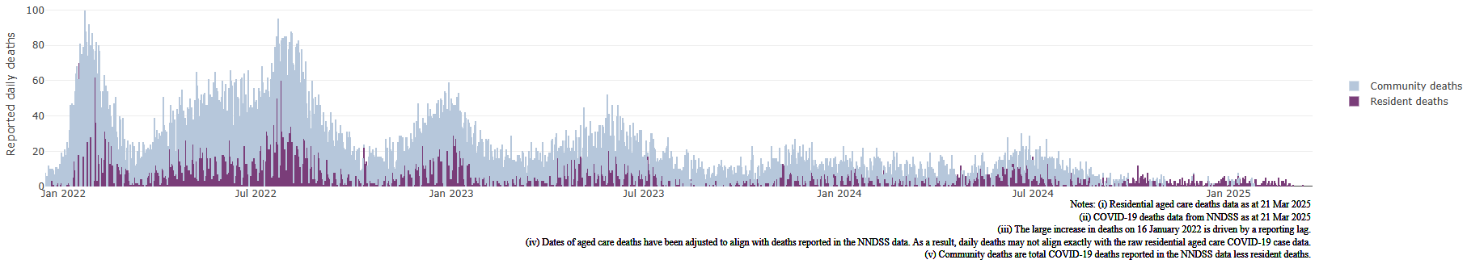 100
80
60
40
20
0
Reported daily deaths
Jan 2022 Jul 2022 Jan 2023 Jul 2023 Jan 2024 Jul 2024 Jan 2025
Community deaths
Resident deaths
Notes: (i) Residential aged care deaths data as at 21 Mar 2025
(ii) COVID-19 deaths data from NNDSS as at 21 Mar 2025
(iii) The large increase in deaths on 16 January 2022 is driven by a reporting lag.
(iv) Dates of aged care deaths have been adjusted to align with deaths reported in the NNDSS data. As a result, daily deaths may not align exactly with the raw residential aged care COVID-19 case data.
(v) Community deaths are total COVID-19 deaths reported in the NNDSS data less resident deaths.